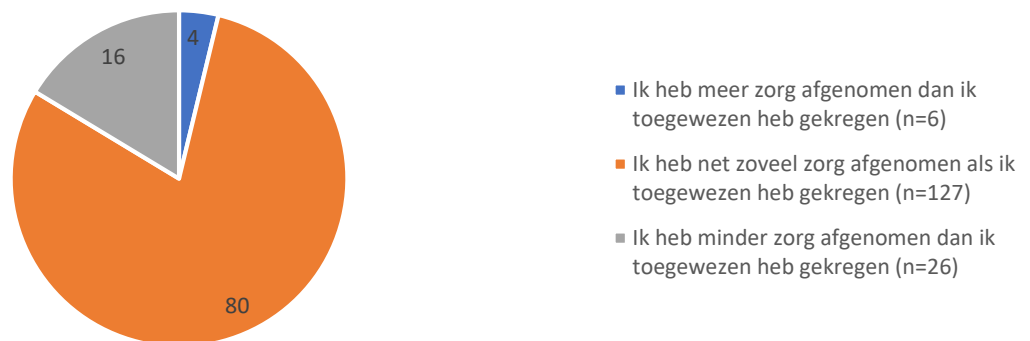 4
16
80
Ik heb meer zorg afgenomen dan ik
toegewezen heb gekregen (n=6)
Ik heb net zoveel zorg afgenomen als ik
toegewezen heb gekregen (n=127)
Ik heb minder zorg afgenomen dan ik
toegewezen heb gekregen (n=26)